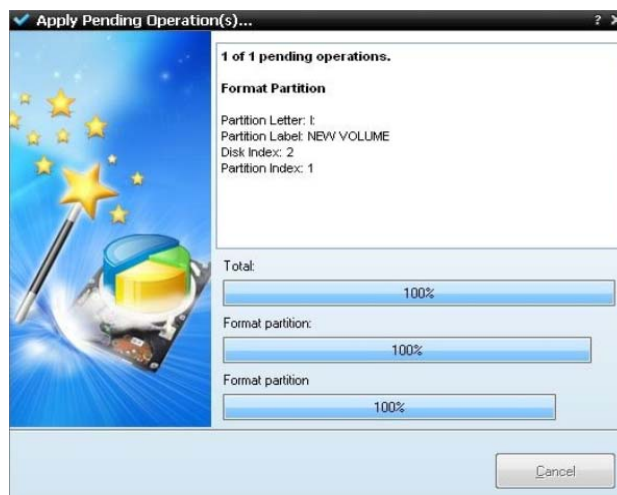 Apply Pending Operation(s)...
?
1 of 1 pending operations.
Format Partition
Partition Letter: I:
Partition Label: NEW VOLUME
Disk Index: 2
Partition Index: 1
Total:
100%
Format partition:
100%
Format partition
100%
Cancel